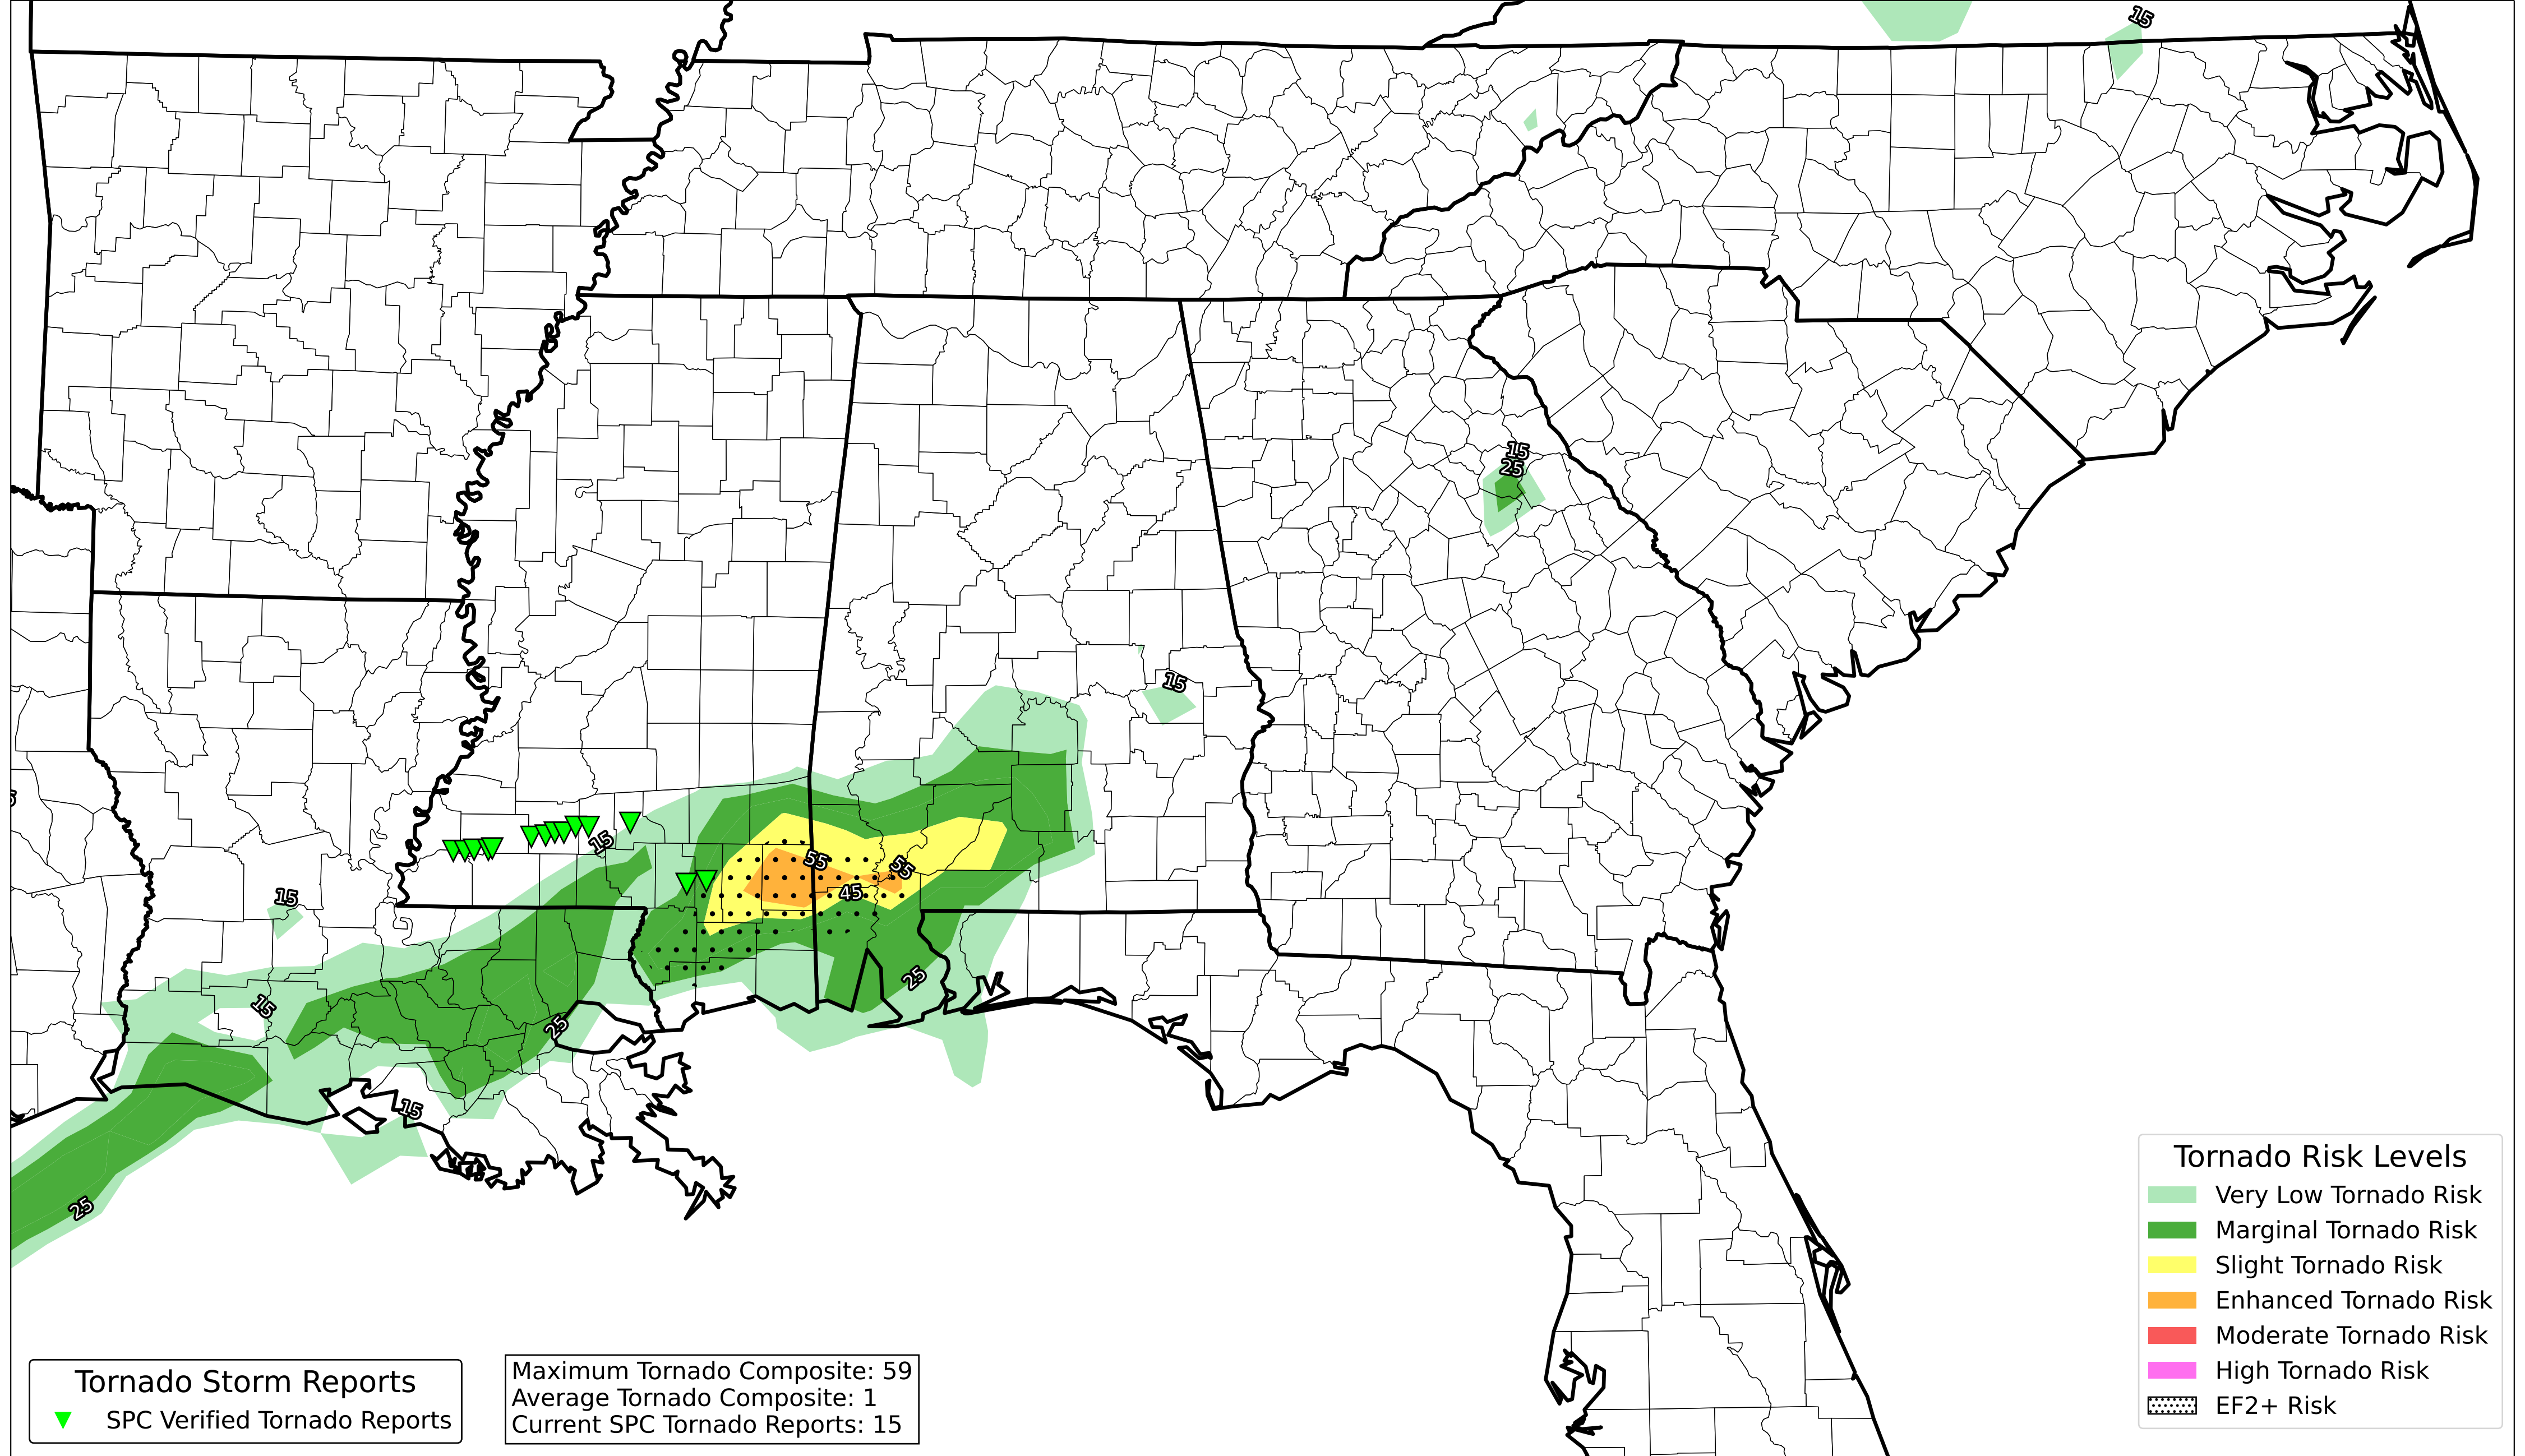 15
15
25
15
55
15
55
45
15
25
15
25
15
25
Tornado Risk Levels
Very Low Tornado Risk
Marginal Tornado Risk
Slight Tornado Risk
Enhanced Tornado Risk
Moderate Tornado Risk
High Tornado Risk
EF2+ Risk
Tornado Storm Reports
SPC Verified Tornado Reports
Maximum Tornado Composite: 59
Average Tornado Composite: 1
Current SPC Tornado Reports: 15